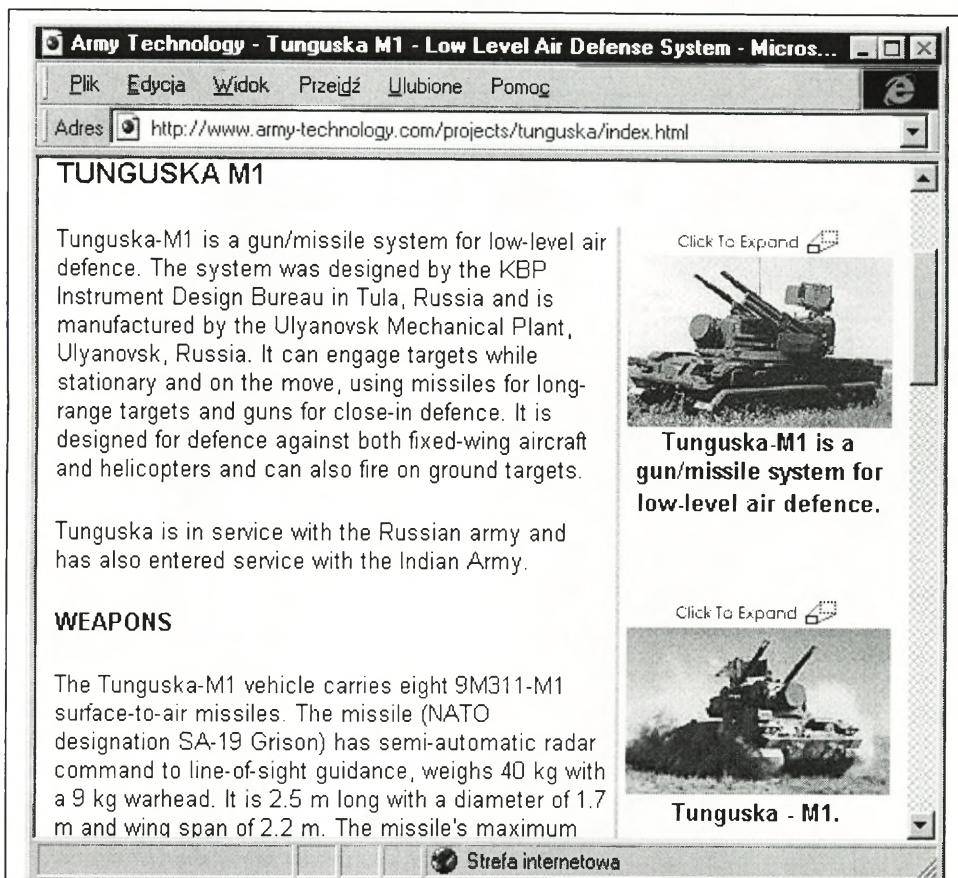 Army Technology - Tunguska M1 - Low Level Air Defense System - Micros...
Plik Edycja Widok Przejdź Ulubione Pomoc
Adres http://www.army-technology.com/projects/tunguska/index.html
TUNGUSKA M1
Tunguska-M1 is a gun/missile system for low-level air
defence. The system was designed by the KBP
Instrument Design Bureau in Tula, Russia and is
manufactured by the Ulyanovsk Mechanical Plant,
Ulyanovsk, Russia. It can engage targets while
stationary and on the move, using missiles for long-
range targets and guns for close-in defence. It is
designed for defence against both fixed-wing aircraft
and helicopters and can also fire on ground targets.
Tunguska is in service with the Russian army and
has also entered service with the Indian Army.
WEAPONS
The Tunguska-M1 vehicle carries eight 9M311-M1
surface-to-air missiles. The missile (NATO
designation SA-19 Grison) has semi-automatic radar
command to line-of-sight guidance, weighs 40 kg with
a 9 kg warhead. It is 2.5 m long with a diameter of 1.7
m and wing span of 2.2 m. The missile's maximum
Click To Expand
Tunguska-M1 is a
gun/missile system for
low-level air defence.
Click To Expand
Tunguska - M1.
Strefa internetowa